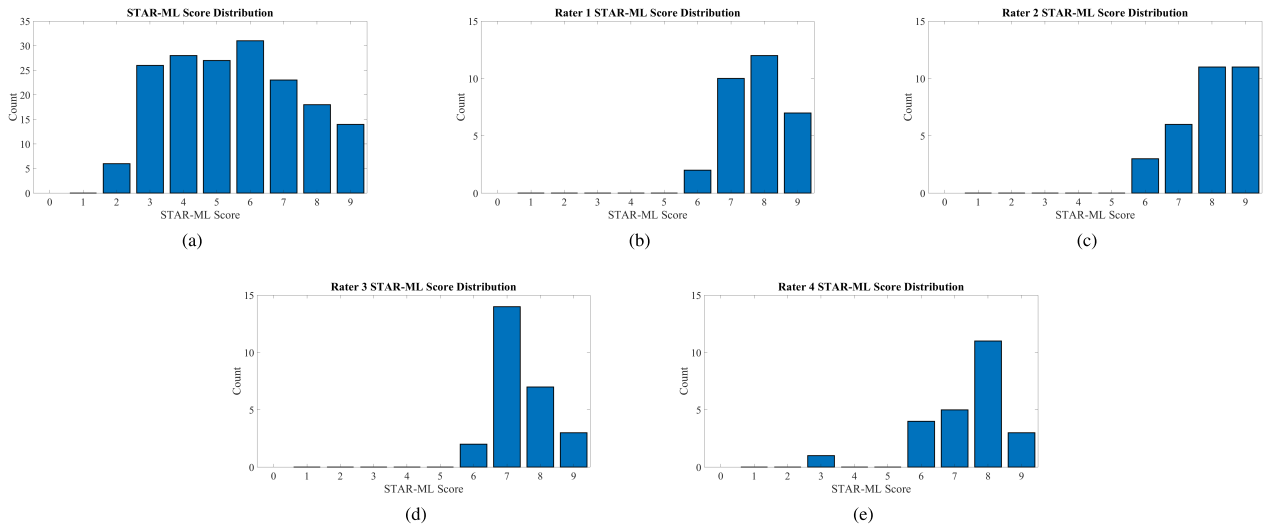 STAR-ML Score Distribution
35
30
25
20
15
10
5
0
Count
0 1 2 3 4 5 6 7 8 9
STAR-ML Score
(a)
Rater 1 STAR-ML Score Distribution
15
10
5
0
Count
0 1 2 3 4 5 6 7 8 9
STAR-ML Score
(b)
Rater 2 STAR-ML Score Distribution
15
10
5
0
Count
0 1 2 3 4 5 6 7 8 9
STAR-ML Score
(c)
Rater 3 STAR-ML Score Distribution
15
10
5
0
Count
0 1 2 3 4 5 6 7 8 9
STAR-ML Score
(d)
Rater 4 STAR-ML Score Distribution
15
10
5
0
Count
0 1 2 3 4 5 6 7 8 9
STAR-ML Score
(e)